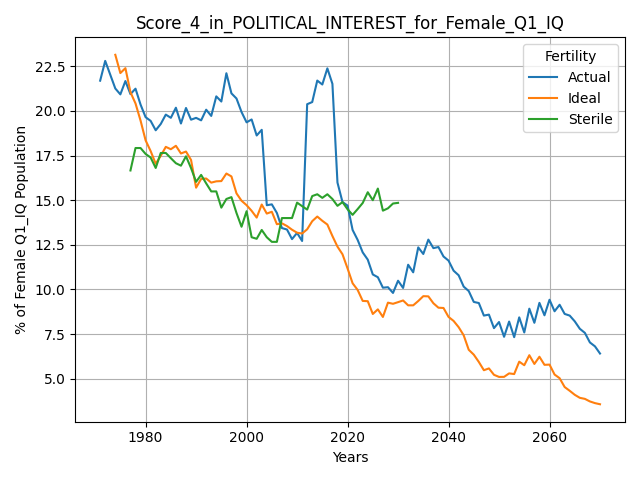 Score_4_in_POLITICAL_INTEREST_for_Female_Q1_IQ
Fertility
Actual
Ideal
Sterile
% of Female Q1_IQ Population
22.5
20.0
17.5
15.0
12.5
10.0
7.5
5.0
1980 2000 2020 2040 2060
Years